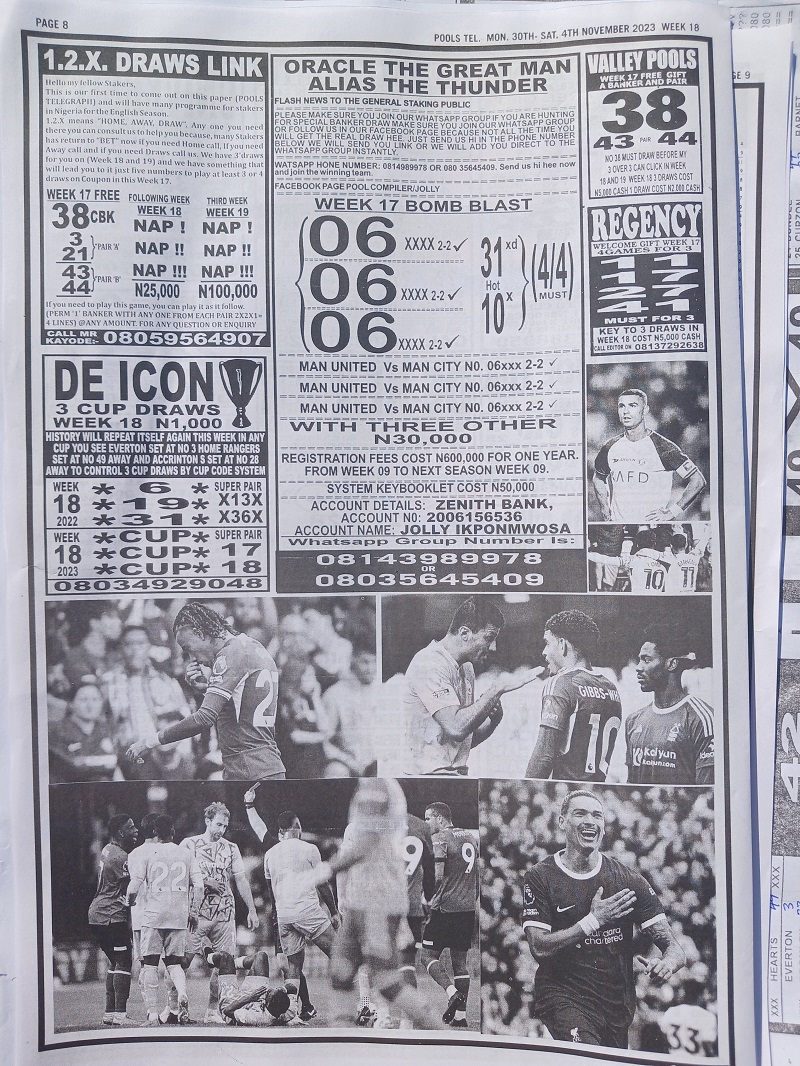 PAGE 8
POOLS TEL. MON. 30TH- SAT. 4TH NOVEMBER 2023 WEEK 18
1.2.X. DRAWS LINK
Hello my fellow Stakers,
This is our first time to come out on this paper (POOLS
TELEGRAPH) and will have many programme for stakers
in Nigeria for the English Season.
1.2.X means "HOME, AWAY, DRAW". Any one you need
there you can consult us to help you because, many Stakers
has return to "BET" now if you need Home call, If you need
Away call and if you need Draws call us. We have 3'draws
for you on (Week 18 and 19) and we have something that
will lead you to it just five numbers to play at least 3 or 4
draws on Coupon in this Week 17.
WEEK 17 FREE
38CBK
3
21
PAIR 'A'
43
44
PAIR 'B'
FOLLOWING WEEK
WEEK 18
NAP !
NAP !!
NAP !!!
N25,000
THIRD WEEK
WEEK 19
NAP !
NAP !!
NAP !!!
N100,000
If you need to play this game, you can play it as follow.
(PERM '1' BANKER WITH ANY ONE FROM EACH PAIR 2X2X1=
4 LINES) @ANY AMOUNT. FOR ANY QUESTION OR ENQUIRY
CALL MR
KAYODE:- 08059564907
DE ICON
3 CUP DRAWS
WEEK 18 N1,000
HISTORY WILL REPEAT ITSELF AGAIN THIS WEEK IN ANY
CUP YOU SEE EVERTON SET AT NO 3 HOME RANGERS
SET AT NO 49 AWAY AND ACCRINTON S SET AT NO 28
AWAY TO CONTROL 3 CUP DRAWS BY CUP CODE SYSTEM
WEEK
18
2022
* 6 *
* 19 *
* 31 *
SUPER PAIR
X13X
X36X
WEEK
18
2023
*CUP*
*CUP*
*CUP*
SUPER PAIR
17
18
08034929048
ORACLE THE GREAT MAN
ALIAS THE THUNDER
FLASH NEWS TO THE GENERAL STAKING PUBLIC
PLEASE MAKE SURE YOU JOIN OUR WHATSAPP GROUP IF YOU ARE HUNTING
FOR SPECIAL BANKER DRAW MAKE SURE YOU JOIN OUR WHATSAPP GROUP
OR FOLLOW US IN OUR FACEBOOK PAGE BECAUSE NOT ALL THE TIME YOU
WILL GET THE REAL DRAW HEE. JUST SEND US HI IN THE PHONE NUMBER
BELOW WE WILL SEND YOU LINK OR WE WILL ADD YOU DIRECT TO THE
WHATSAPP GROUP INSTANTLY.
WATSAPP HONE NUMBER: 0814989978 OR 080 35645409. Send us hi hee now
and join the winning team.
FACEBOOK PAGE POOL COMPILER/JOLLY
WEEK 17 BOMB BLAST
06 XXXX 2-2 ✓
06 XXXX 2-2 ✓
06 XXXX 2-2 ✓
31 xd
Hot
10 x
(4/4)
MUST
MAN UNITED Vs MAN CITY N0. 06xxx 2-2 ✓
MAN UNITED Vs MAN CITY N0. 06xxx 2-2 ✓
MAN UNITED Vs MAN CITY N0. 06xxx 2-2 ✓
WITH THREE OTHER
N30,000
REGISTRATION FEES COST N600,000 FOR ONE YEAR.
FROM WEEK 09 TO NEXT SEASON WEEK 09.
SYSTEM KEYBOOKLET COST N50,000
ACCOUNT DETAILS: ZENITH BANK,
ACCOUNT N0: 2006156536
ACCOUNT NAME: JOLLY IKPONMWOSA
Whatsapp Group Number Is:
08143989978
OR
08035645409
VALLEY POOLS
WEEK 17 FREE GIFT
A BANKER AND PAIR
38
43 PAIR 44
NO 38 MUST DRAW BEFORE MY
3 OVER 3 CAN CLICK IN WEEK
18 AND 19 WEEK 18 3 DRAWS COST
N5,000 CASH 1 DRAW COST N2,000 CASH
REGENCY
WELCOME GIFT WEEK 17
4GAMES FOR 3
MUST FOR 3
KEY TO 3 DRAWS IN
WEEK 18 COST N5,000 CASH
CALL EDITOR ON 08137292638
AFD
10
11
2
GIBBS-WH
10
Kaiyun
kaiyun.com
22
9
9
standard
chartered
33
GE 9
XXX HEARTS
EVERTON 3